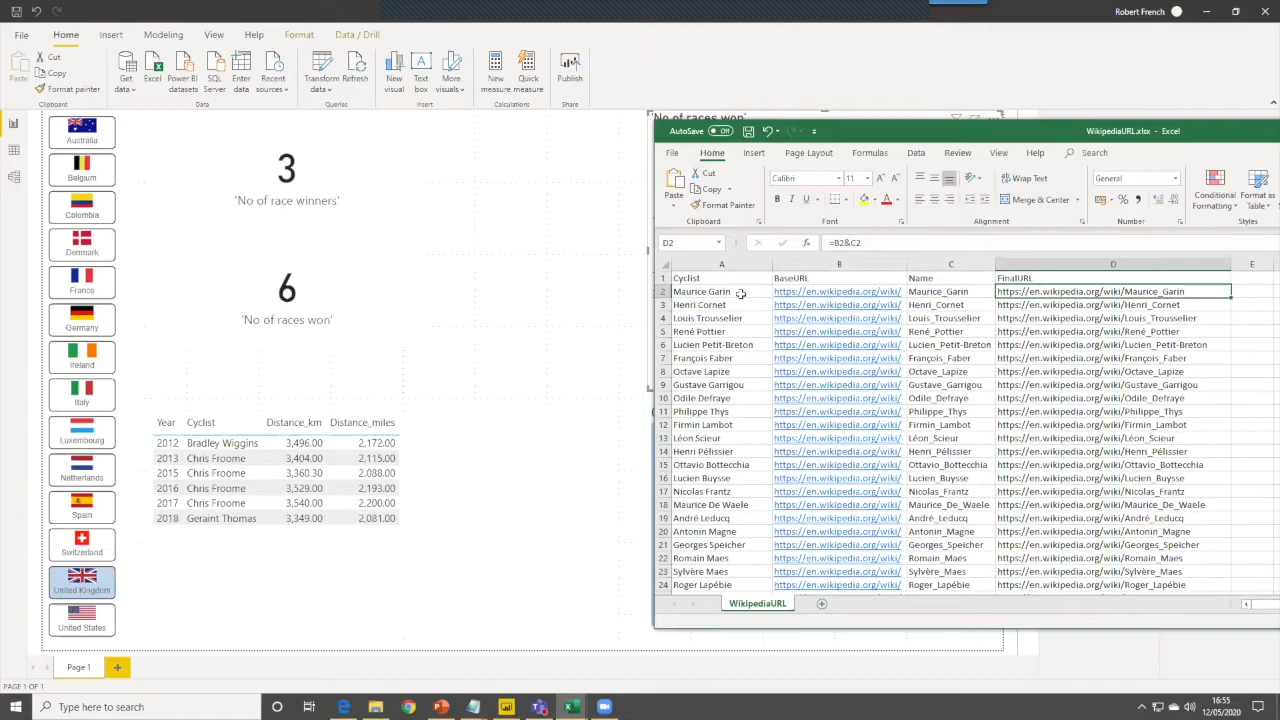 Robert French
File Home Insert Modeling View Help Format Data / Drill
Paste
Cut
Copy
Format painter
Get data
Excel
Power BI datasets
SQL Server
Enter data
Recent sources
Transform data
Refresh
New visual
Text box
More visuals
New measure
Quick measure
Publish
Clipboard Data Queries Insert Calculations Share
Australia
Belgium
Colombia
Denmark
France
Germany
Ireland
Italy
Luxembourg
Netherlands
Spain
Switzerland
United Kingdom
United States
3
'No of race winners'
6
'No of races won'
Year Cyclist Distance_km Distance_miles
2012 Bradley Wiggins 3,496.00 2,172.00
2013 Chris Froome 3,404.00 2,115.00
2015 Chris Froome 3,360.30 2,088.00
2016 Chris Froome 3,529.00 2,193.00
2017 Chris Froome 3,540.00 2,200.00
2018 Geraint Thomas 3,349.00 2,081.00
'No of races won'
AutoSave Off WikipediaURL.xlsx - Excel
File Home Insert Page Layout Formulas Data Review View Help Search
Paste
Cut
Copy
Format Painter
Calibri 11
B I U
Wrap Text
Merge & Center
General
Conditional Formatting
Format as Table
Clipboard Font Alignment Number Styles
D2 =B2&C2
A B C D E
1 Cyclist BaseURL Name FinalURL
2 Maurice Garin https://en.wikipedia.org/wiki/ Maurice_Garin https://en.wikipedia.org/wiki/Maurice_Garin
3 Henri Cornet https://en.wikipedia.org/wiki/ Henri_Cornet https://en.wikipedia.org/wiki/Henri_Cornet
4 Louis Trousselier https://en.wikipedia.org/wiki/ Louis_Trousselier https://en.wikipedia.org/wiki/Louis_Trousselier
5 René Pottier https://en.wikipedia.org/wiki/ René_Pottier https://en.wikipedia.org/wiki/René_Pottier
6 Lucien Petit-Breton https://en.wikipedia.org/wiki/ Lucien_Petit-Breton https://en.wikipedia.org/wiki/Lucien_Petit-Breton
7 François Faber https://en.wikipedia.org/wiki/ François_Faber https://en.wikipedia.org/wiki/François_Faber
8 Octave Lapize https://en.wikipedia.org/wiki/ Octave_Lapize https://en.wikipedia.org/wiki/Octave_Lapize
9 Gustave Garrigou https://en.wikipedia.org/wiki/ Gustave_Garrigou https://en.wikipedia.org/wiki/Gustave_Garrigou
10 Odile Defraye https://en.wikipedia.org/wiki/ Odile_Defraye https://en.wikipedia.org/wiki/Odile_Defraye
11 Philippe Thys https://en.wikipedia.org/wiki/ Philippe_Thys https://en.wikipedia.org/wiki/Philippe_Thys
12 Firmin Lambot https://en.wikipedia.org/wiki/ Firmin_Lambot https://en.wikipedia.org/wiki/Firmin_Lambot
13 Léon Scieur https://en.wikipedia.org/wiki/ Léon_Scieur https://en.wikipedia.org/wiki/Léon_Scieur
14 Henri Pélissier https://en.wikipedia.org/wiki/ Henri_Pélissier https://en.wikipedia.org/wiki/Henri_Pélissier
15 Ottavio Bottecchia https://en.wikipedia.org/wiki/ Ottavio_Bottecchia https://en.wikipedia.org/wiki/Ottavio_Bottecchia
16 Lucien Buysse https://en.wikipedia.org/wiki/ Lucien_Buysse https://en.wikipedia.org/wiki/Lucien_Buysse
17 Nicolas Frantz https://en.wikipedia.org/wiki/ Nicolas_Frantz https://en.wikipedia.org/wiki/Nicolas_Frantz
18 Maurice De Waele https://en.wikipedia.org/wiki/ Maurice_De_Waele https://en.wikipedia.org/wiki/Maurice_De_Waele
19 André Leducq https://en.wikipedia.org/wiki/ André_Leducq https://en.wikipedia.org/wiki/André_Leducq
20 Antonin Magne https://en.wikipedia.org/wiki/ Antonin_Magne https://en.wikipedia.org/wiki/Antonin_Magne
21 Georges Speicher https://en.wikipedia.org/wiki/ Georges_Speicher https://en.wikipedia.org/wiki/Georges_Speicher
22 Romain Maes https://en.wikipedia.org/wiki/ Romain_Maes https://en.wikipedia.org/wiki/Romain_Maes
23 Sylvère Maes https://en.wikipedia.org/wiki/ Sylvère_Maes https://en.wikipedia.org/wiki/Sylvère_Maes
24 Roger Lapébie https://en.wikipedia.org/wiki/ Roger_Lapébie https://en.wikipedia.org/wiki/Roger_Lapébie
WikipediaURL
Page 1
PAGE 1 OF 1
Type here to search
16:55
12/05/2020